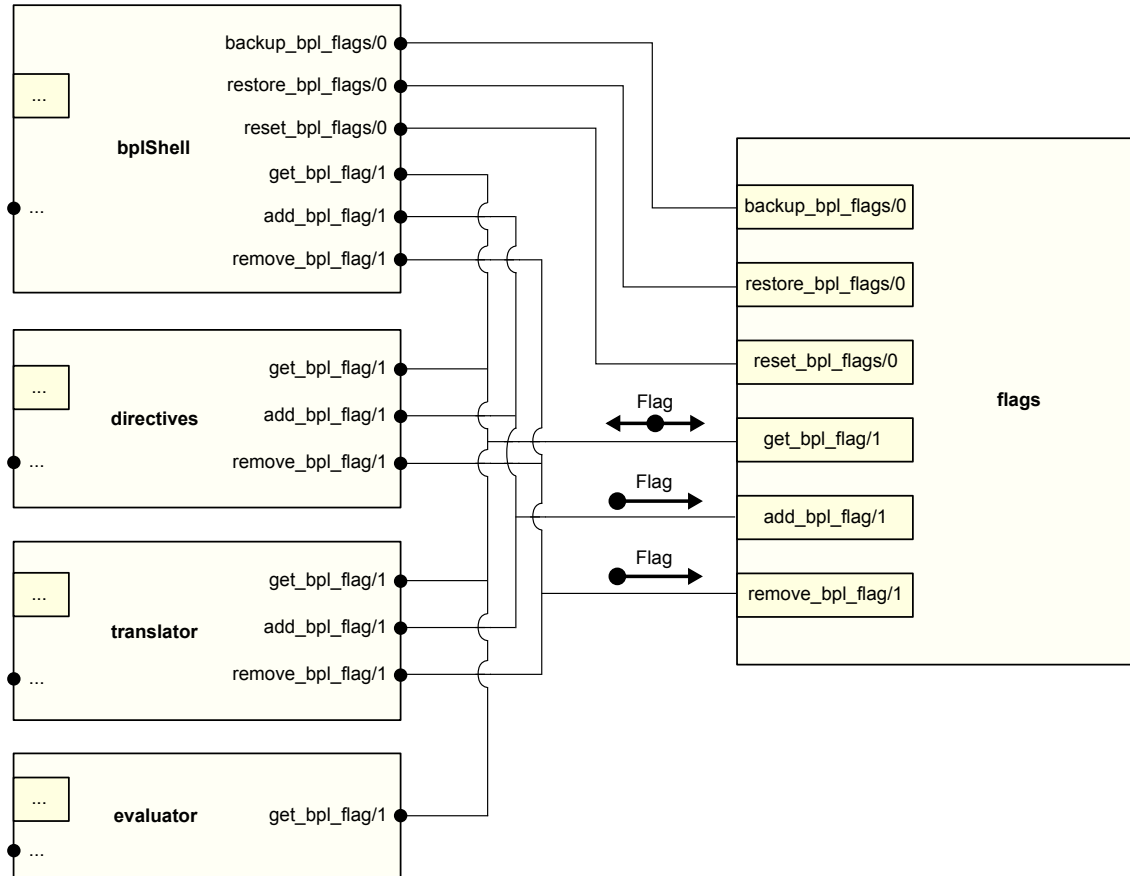 backup_bpl_flags/0
...
restore_bpl_flags/0
reset_bpl_flags/0
bplShell
get_bpl_flag/1
...
add_bpl_flag/1
remove_bpl_flag/1
get_bpl_flag/1
...
directives
add_bpl_flag/1
...
remove_bpl_flag/1
get_bpl_flag/1
...
translator
add_bpl_flag/1
...
remove_bpl_flag/1
...
evaluator
get_bpl_flag/1
...
Flag
Flag
Flag
backup_bpl_flags/0
restore_bpl_flags/0
reset_bpl_flags/0
flags
get_bpl_flag/1
add_bpl_flag/1
remove_bpl_flag/1